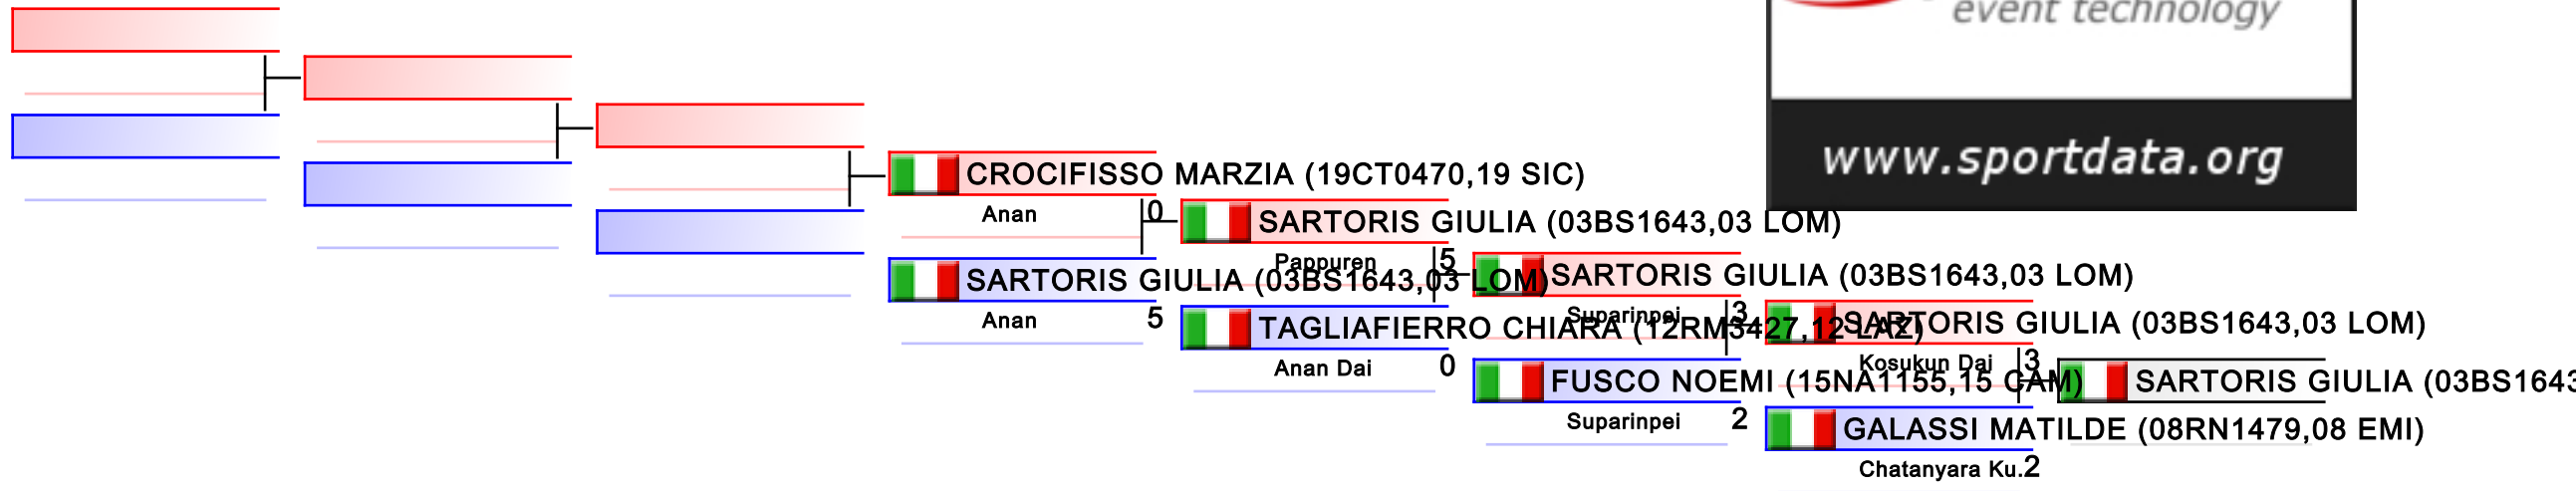 event technology
www.sportdata.org
CROCIFISSO MARZIA (19CT0470,19 SIC)
Anan 0
SARTORIS GIULIA (03BS1643,03 LOM)
Pappuren 5
SARTORIS GIULIA (03BS1643,03 LOM)
Anan 5
SARTORIS GIULIA (03BS1643,03 LOM)
Suparinpei 3
TAGLIAFIERRO CHIARA (12RM3427,12 LAZ)
Anan Dai 0
SARTORIS GIULIA (03BS1643,03 LOM)
Kosukun Dai 3
FUSCO NOEMI (15NA1155,15 CAM)
Suparinpei 2
SARTORIS GIULIA (03BS1643
GALASSI MATILDE (08RN1479,08 EMI)
Chatanyara Ku. 2